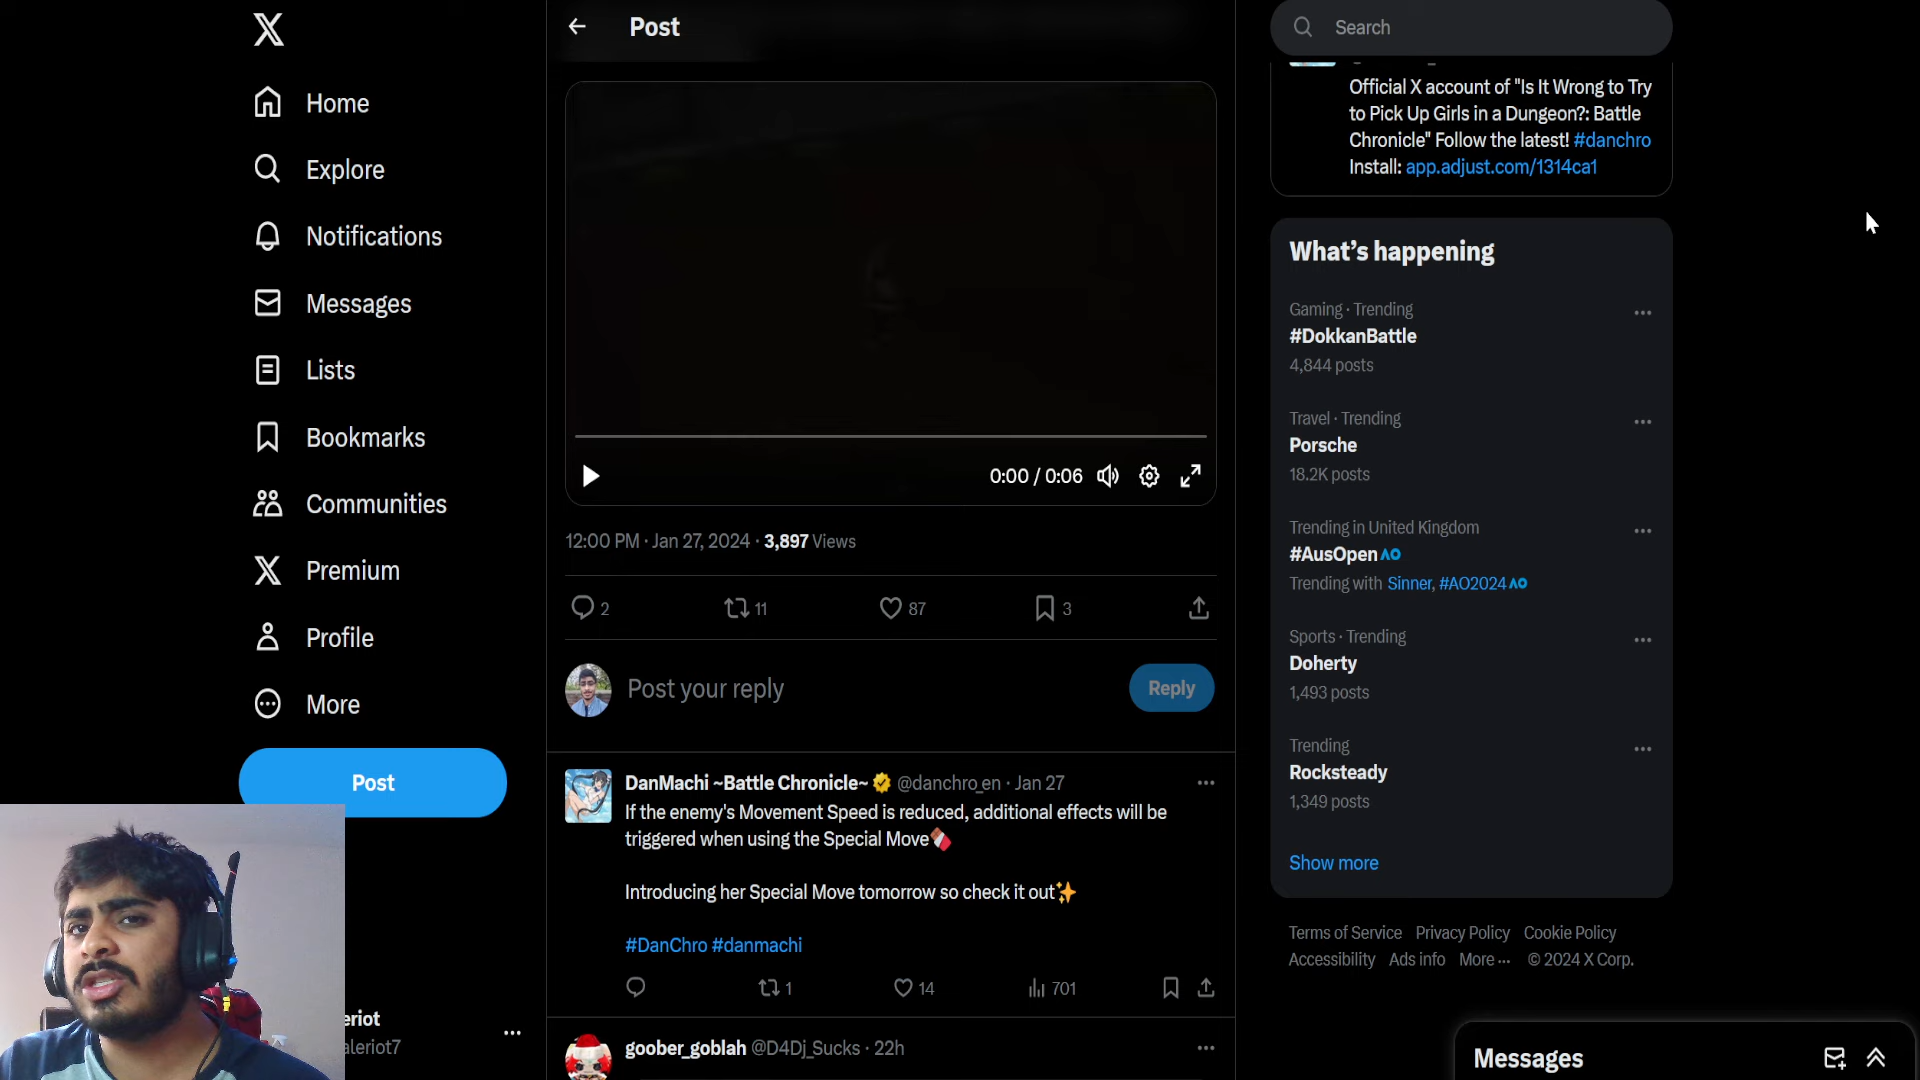 Home
Explore
Notifications
Messages
Lists
Bookmarks
Communities
Premium
Profile
More
Post
eriot
aleriot7
Post
0:00 / 0:06
12:00 PM · Jan 27, 2024 · 3,897 Views
2
11
87
3
Post your reply
Reply
DanMachi ~Battle Chronicle~ @danchro_en · Jan 27
If the enemy's Movement Speed is reduced, additional effects will be
triggered when using the Special Move
Introducing her Special Move tomorrow so check it out
#DanChro #danmachi
1
14
701
goober_goblah @D4Dj_Sucks · 22h
Search
Official X account of "Is It Wrong to Try
to Pick Up Girls in a Dungeon?: Battle
Chronicle" Follow the latest! #danchro
Install: app.adjust.com/1314ca1
What's happening
Gaming · Trending
#DokkanBattle
4,844 posts
Travel · Trending
Porsche
18.2K posts
Trending in United Kingdom
#AusOpen AO
Trending with Sinner, #AO2024 AO
Sports · Trending
Doherty
1,493 posts
Trending
Rocksteady
1,349 posts
Show more
Terms of Service Privacy Policy Cookie Policy
Accessibility Ads info More ··· © 2024 X Corp.
Messages